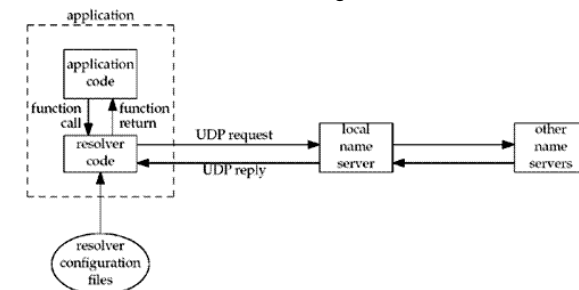 application
application
code
function
call
function
return
resolver
code
UDP request
UDP reply
local
name
server
other
name
servers
resolver
configuration
files